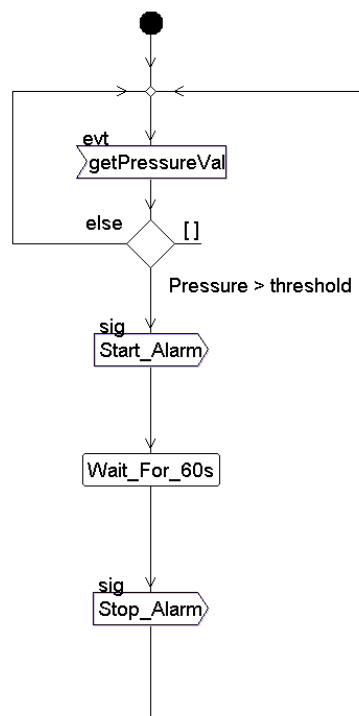 evt
getPressureVal
else
[ ]
Pressure > threshold
sig
Start_Alarm
Wait_For_60s
sig
Stop_Alarm